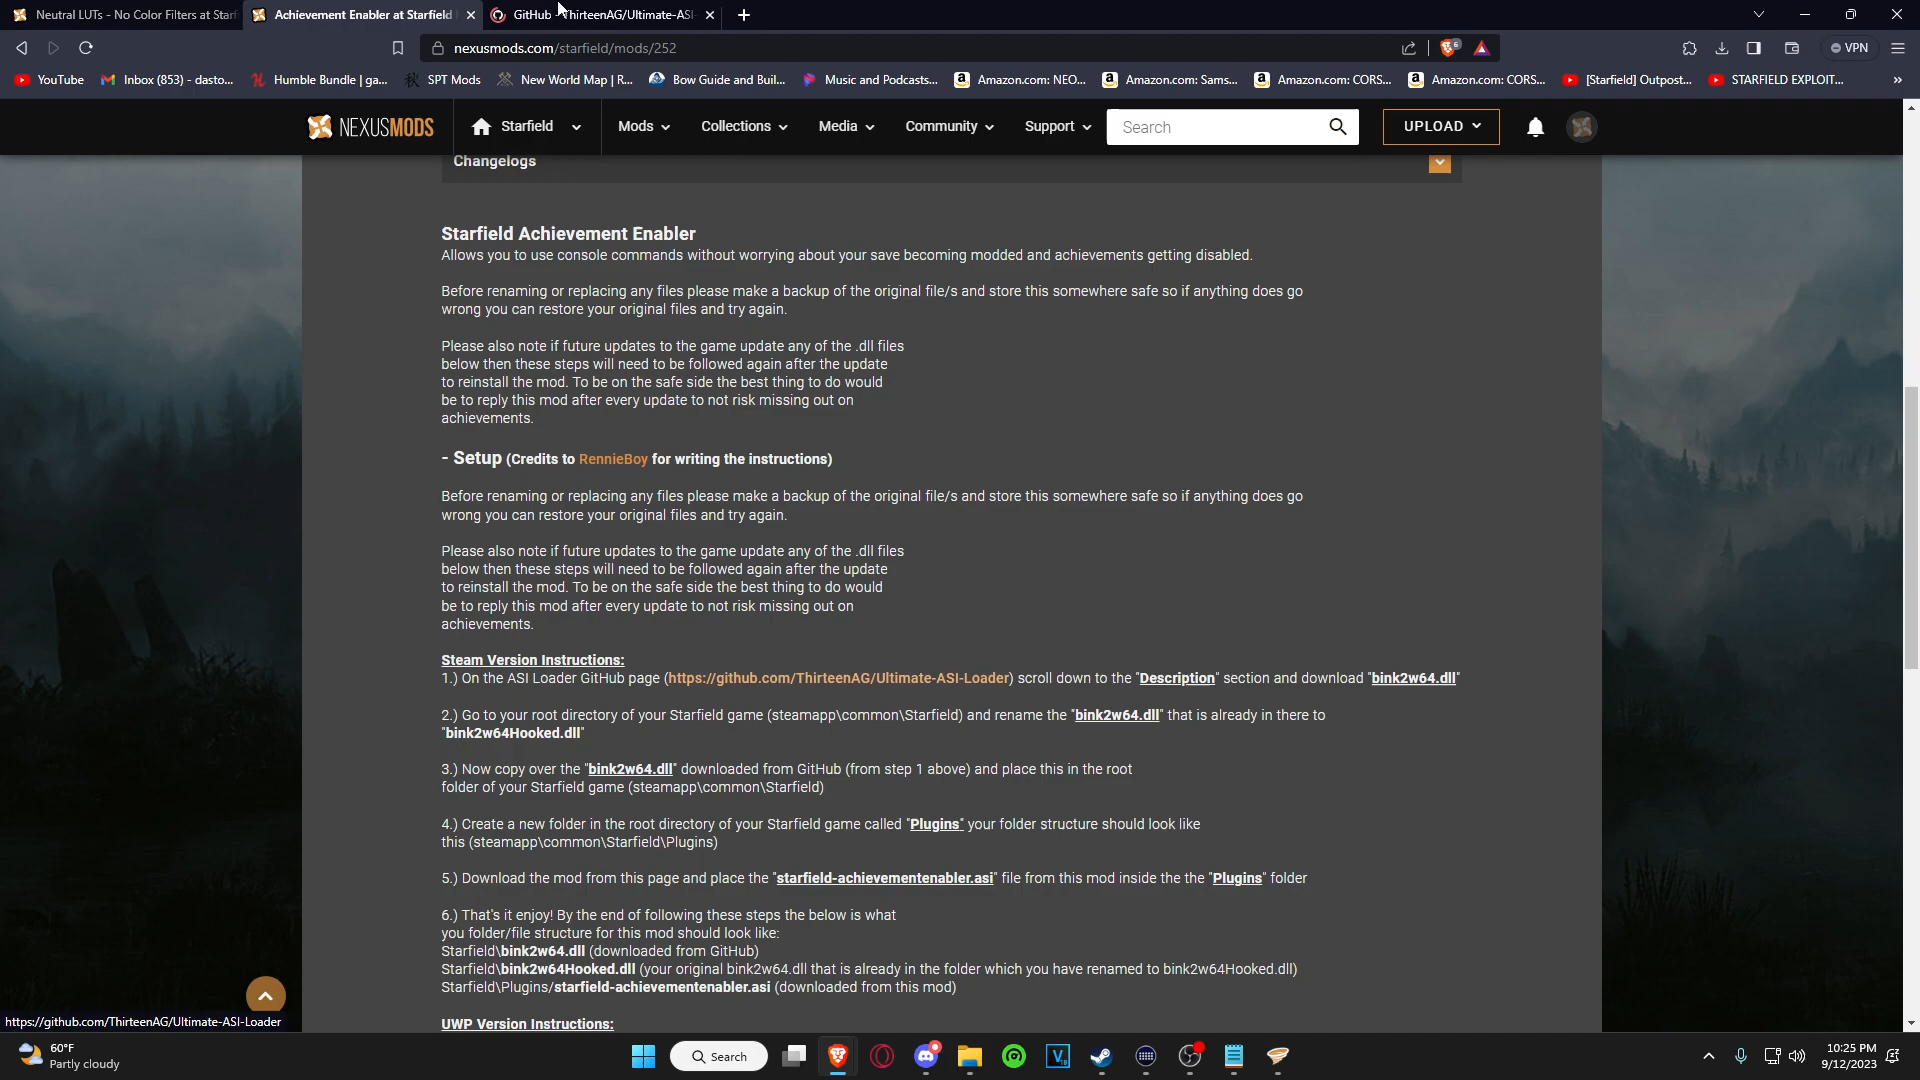 Neutral LUTs - No Color Filters at Starf
Achievement Enabler at Starfield
GitHub - ThirteenAG/Ultimate-ASI-
nexusmods.com/starfield/mods/252
6
VPN
YouTube
Inbox (853) - dasto...
Humble Bundle | ga...
SPT Mods
New World Map | R...
Bow Guide and Buil...
Music and Podcasts...
Amazon.com: NEO...
Amazon.com: Sams...
Amazon.com: CORS...
Amazon.com: CORS...
[Starfield] Outpost...
STARFIELD EXPLOIT...
NEXUSMODS
Starfield
Mods
Collections
Media
Community
Support
Search
UPLOAD
Changelogs
Starfield Achievement Enabler
Allows you to use console commands without worrying about your save becoming modded and achievements getting disabled.
Before renaming or replacing any files please make a backup of the original file/s and store this somewhere safe so if anything does go
wrong you can restore your original files and try again.
Please also note if future updates to the game update any of the .dll files
below then these steps will need to be followed again after the update
to reinstall the mod. To be on the safe side the best thing to do would
be to reply this mod after every update to not risk missing out on
achievements.
- Setup (Credits to RennieBoy for writing the instructions)
Before renaming or replacing any files please make a backup of the original file/s and store this somewhere safe so if anything does go
wrong you can restore your original files and try again.
Please also note if future updates to the game update any of the .dll files
below then these steps will need to be followed again after the update
to reinstall the mod. To be on the safe side the best thing to do would
be to reply this mod after every update to not risk missing out on
achievements.
Steam Version Instructions:
1.) On the ASI Loader GitHub page (https://github.com/ThirteenAG/Ultimate-ASI-Loader) scroll down to the "Description" section and download "bink2w64.dll"
2.) Go to your root directory of your Starfield game (steamapp\common\Starfield) and rename the "bink2w64.dll" that is already in there to
"bink2w64Hooked.dll"
3.) Now copy over the "bink2w64.dll" downloaded from GitHub (from step 1 above) and place this in the root
folder of your Starfield game (steamapp\common\Starfield)
4.) Create a new folder in the root directory of your Starfield game called "Plugins" your folder structure should look like
this (steamapp\common\Starfield\Plugins)
5.) Download the mod from this page and place the "starfield-achievementenabler.asi" file from this mod inside the the "Plugins" folder
6.) That's it enjoy! By the end of following these steps the below is what
you folder/file structure for this mod should look like:
Starfield\bink2w64.dll (downloaded from GitHub)
Starfield\bink2w64Hooked.dll (your original bink2w64.dll that is already in the folder which you have renamed to bink2w64Hooked.dll)
Starfield\Plugins/starfield-achievementenabler.asi (downloaded from this mod)
UWP Version Instructions:
https://github.com/ThirteenAG/Ultimate-ASI-Loader
60°F
Partly cloudy
Search
10:25 PM
9/12/2023